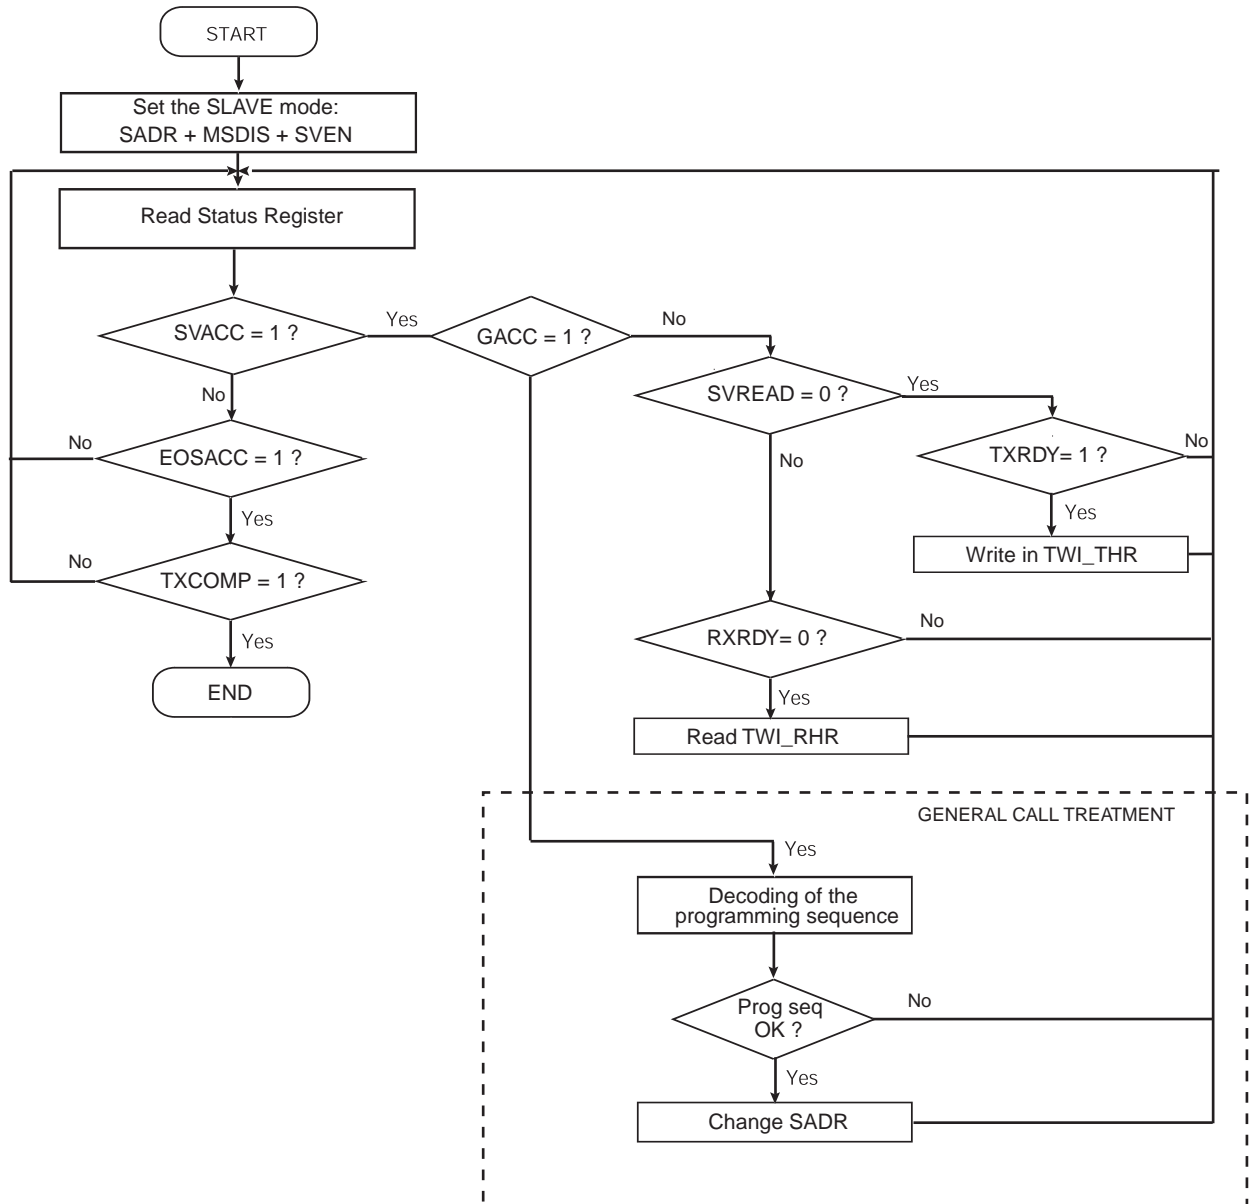 START
Set the SLAVE mode:
SADR + MSDIS + SVEN
Read Status Register
SVACC = 1 ?
Yes
GACC = 1 ?
No
No
SVREAD = 0 ?
Yes
EOSACC = 1 ?
No
No
TXRDY= 1 ?
No
Yes
Yes
Write in TWI_THR
TXCOMP = 1 ?
No
Yes
END
RXRDY= 0 ?
No
Yes
Read TWI_RHR
GENERAL CALL TREATMENT
Yes
Decoding of the
programming sequence
Prog seq
OK ?
No
Yes
Change SADR